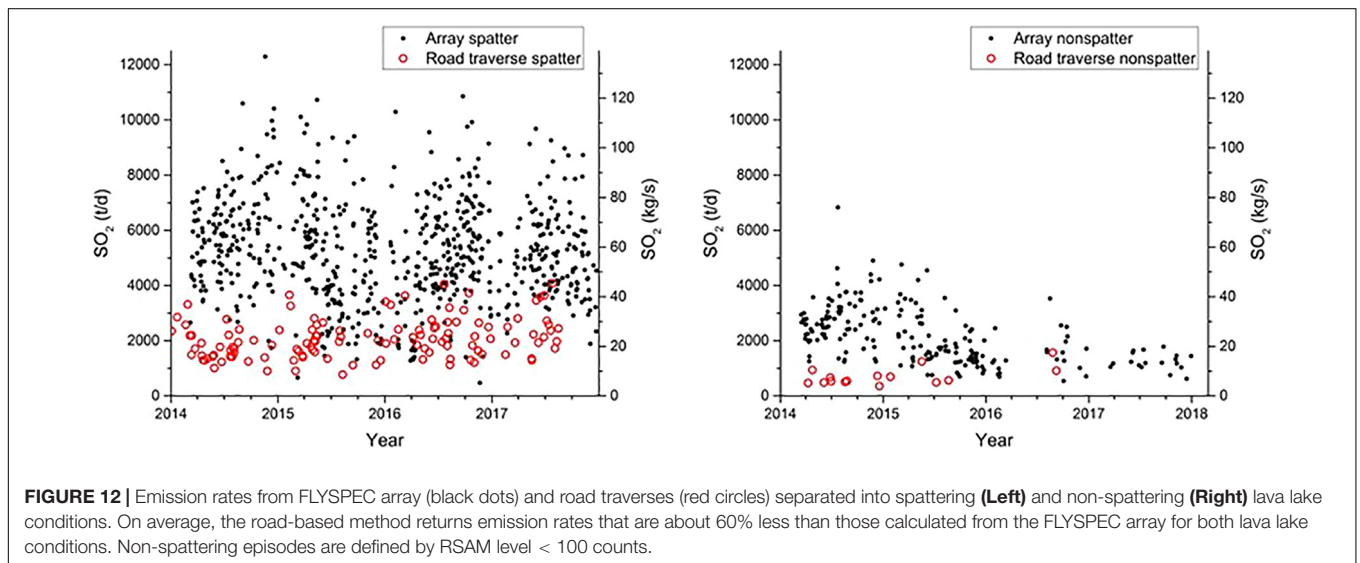 Array spatter
Road traverse spatter
12000
10000
8000
6000
4000
2000
0
SO₂ (t/d)
120
100
80
60
40
20
0
SO₂ (kg/s)
2014
2015
2016
2017
Year
Array nonspatter
Road traverse nonspatter
12000
10000
8000
6000
4000
2000
0
SO₂ (t/d)
120
100
80
60
40
20
0
SO₂ (kg/s)
2014
2015
2016
2017
2018
Year
FIGURE 12 | Emission rates from FLYSPEC array (black dots) and road traverses (red circles) separated into spattering (Left) and non-spattering (Right) lava lake
conditions. On average, the road-based method returns emission rates that are about 60% less than those calculated from the FLYSPEC array for both lava lake
conditions. Non-spattering episodes are defined by RSAM level < 100 counts.